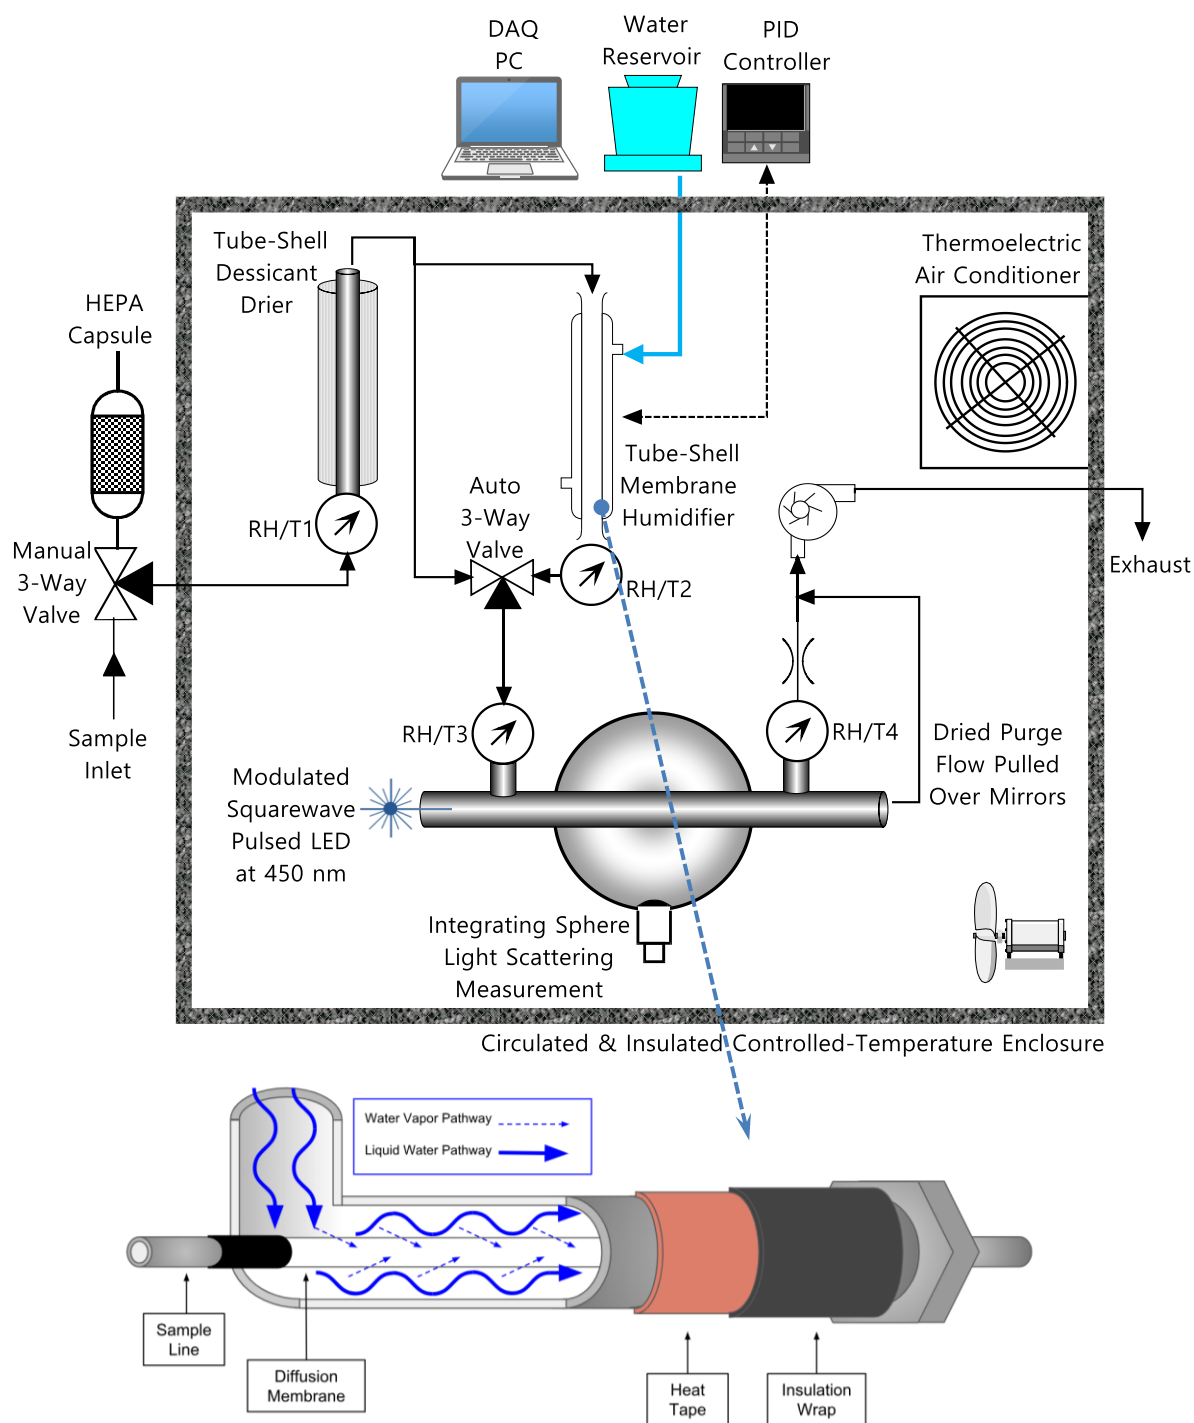 DAQ
PC
Water
Reservoir
PID
Controller
Tube-Shell
Dessicant
Drier
Thermoelectric
Air Conditioner
HEPA
Capsule
Tube-Shell
Membrane
Humidifier
Auto
3-Way
Valve
RH/T1
Manual
3-Way
Valve
RH/T2
Exhaust
Sample
Inlet
RH/T3
RH/T4
Dried Purge
Flow Pulled
Over Mirrors
Modulated
Squarewave
Pulsed LED
at 450 nm
Integrating Sphere
Light Scattering
Measurement
Circulated & Insulated Controlled-Temperature Enclosure
Water Vapor Pathway
Liquid Water Pathway
Sample
Line
Diffusion
Membrane
Heat
Tape
Insulation
Wrap